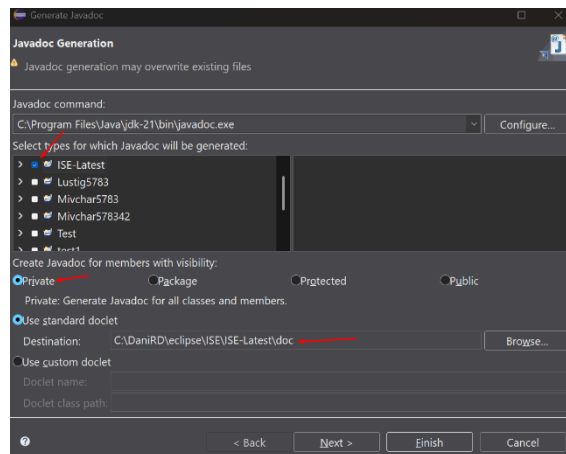 Generate Javadoc
Javadoc Generation
Javadoc generation may overwrite existing files
Javadoc command:
C:\Program Files\Java\jdk-21\bin\javadoc.exe
Configure...
Select types for which Javadoc will be generated:
ISE-Latest
Lustig5783
Mivchar5783
Mivchar578342
Test
test1
Create Javadoc for members with visibility:
Private Package Protected Public
Private: Generate Javadoc for all classes and members.
Use standard doclet
Destination: C:\DaniRD\eclipse\ISE\ISE-Latest\doc Browse...
Use custom doclet
Doclet name:
Doclet class path:
? < Back Next > Finish Cancel